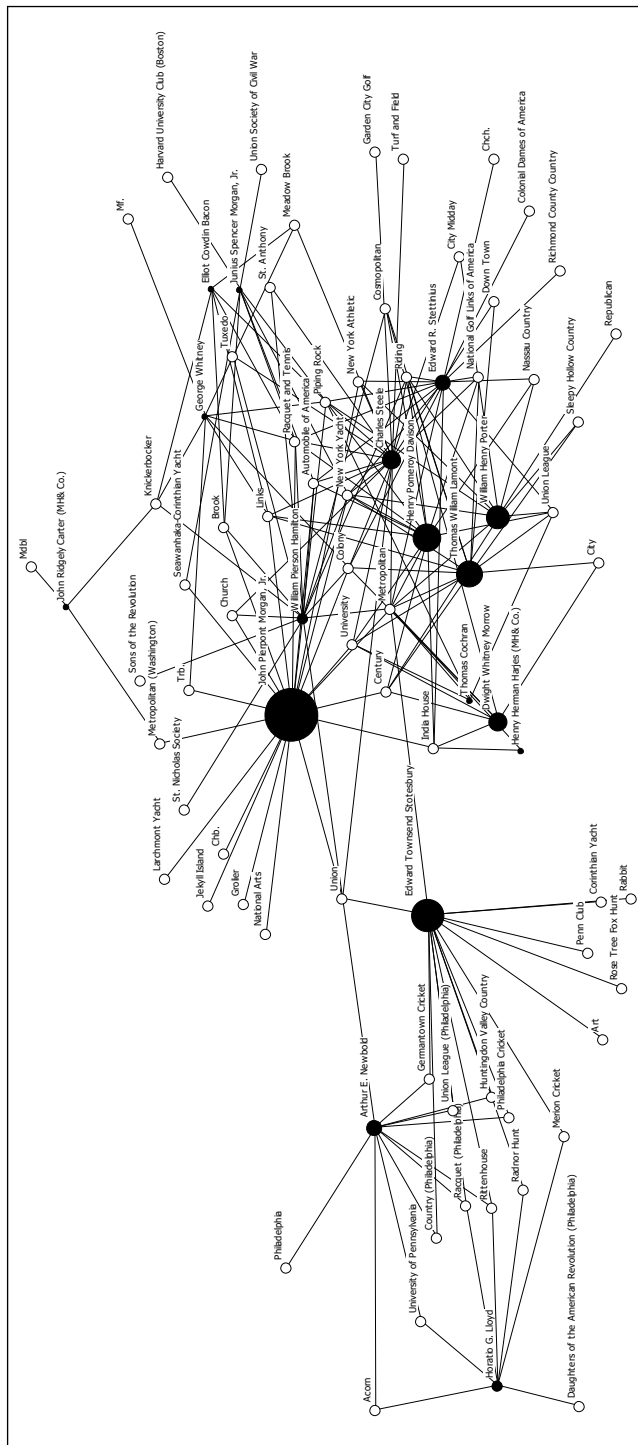 Mdbl
John Ridgely Carter (MH& Co.)
Mf.
Harvard University Club (Boston)
Union Society of Civil War
Knickerbocker
George Whitney
Elliot Cowdin Bacon
Junius Spencer Morgan, Jr.
Meadow Brook
St. Anthony
Tuxedo
Seawanhaka-Corinthian Yacht
Racquet and Tennis
Piping Rock
Automobile of America
Brook
Links
New York Yacht
New York Athletic
Cosmopolitan
Garden City Golf
Turf and Field
Riding
Charles Steele
Edward R. Stettinius
City Midday
Chch.
Colonial Dames of America
National Golf Links of America
Down Town
Richmond County Country
Nassau Country
Sleepy Hollow Country
Republican
Henry Pomeroy Davison
Thomas William Lamont
William Henry Porter
Union League
City
Sons of the Revolution
Metropolitan (Washington)
Trb.
Church
William Pierson Hamilton
Colony
Metropolitan
University
John Pierpont Morgan, Jr.
St. Nicholas Society
Century
India House
Thomas Cochran
Dwight Whitney Morrow
Henry Herman Harjes (MH& Co.)
Larchmont Yacht
Jekyll Island
Chb.
Grolier
National Arts
Union
Edward Townsend Stotesbury
Corinthian Yacht
Rabbit
Penn Club
Rose Tree Fox Hunt
Art
Arthur E. Newbold
Germantown Cricket
Union League (Philadelphia)
Huntingdon Valley Country
Philadelphia Cricket
Merion Cricket
Philadelphia
Country (Philadelphia)
Racquet (Philadelphia)
Rittenhouse
Radnor Hunt
University of Pennsylvania
Acorn
Horatio G. Lloyd
Daughters of the American Revolution (Philadelphia)